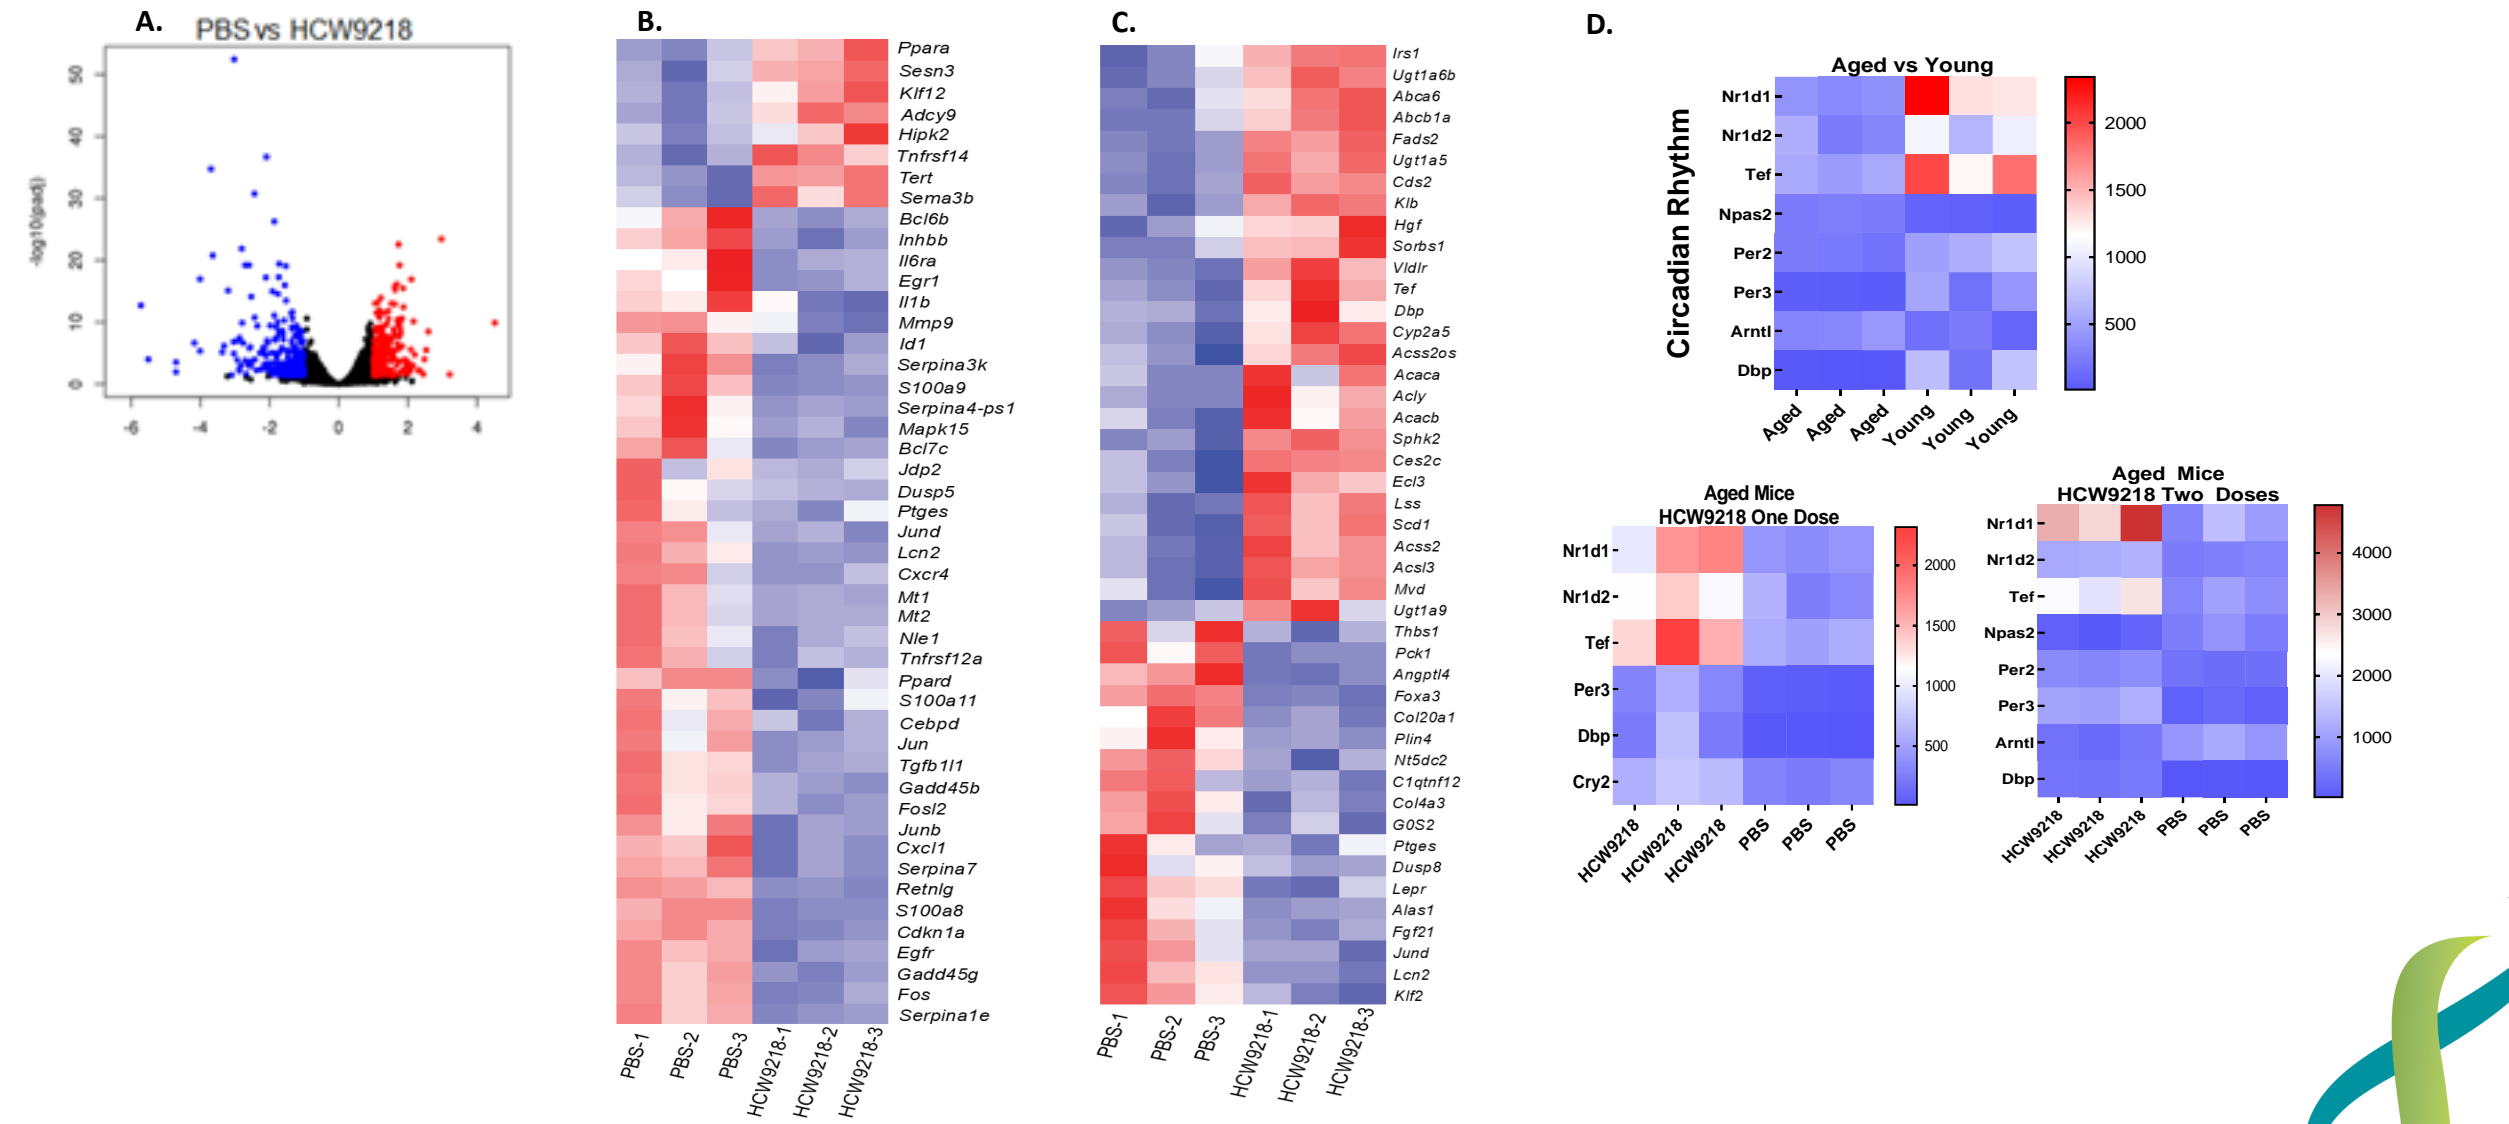 A.
PBS vs HCW9218
-log10(padj)
50
40
30
20
10
0
-6 -4 -2 0 2 4
B.
Ppara
Sesn3
Klf12
Adcy9
Hipk2
Tnfrsf14
Tert
Sema3b
Bcl6b
Inhbb
Il6ra
Egr1
Il1b
Mmp9
Id1
Serpina3k
S100a9
Serpina4-ps1
Mapk15
Bcl7c
Jdp2
Dusp5
Ptges
Jund
Lcn2
Cxcr4
Mt1
Mt2
Nle1
Tnfrsf12a
Ppard
S100a11
Cebpd
Jun
Tgfb1l1
Gadd45b
Fosl2
Junb
Cxcl1
Serpina7
Retnlg
S100a8
Cdkn1a
Egfr
Gadd45g
Fos
Serpina1e
PBS-1 PBS-2 PBS-3 HCW9218-1 HCW9218-2 HCW9218-3
C.
Irs1
Ugt1a6b
Abca6
Abcb1a
Fads2
Ugt1a5
Cds2
Klb
Hgf
Sorbs1
Vldlr
Tef
Dbp
Cyp2a5
Acss2os
Acaca
Acly
Acacb
Sphk2
Ces2c
Ecl3
Lss
Scd1
Acss2
Acsl3
Mvd
Ugt1a9
Thbs1
Pck1
Angptl4
Foxa3
Col20a1
Plin4
Nt5dc2
C1qtnf12
Col4a3
G0S2
Ptges
Dusp8
Lepr
Alas1
Fgf21
Jund
Lcn2
Klf2
PBS-1 PBS-2 PBS-3 HCW9218-1 HCW9218-2 HCW9218-3
D.
Aged vs Young
Circadian Rhythm
Nr1d1
Nr1d2
Tef
Npas2
Per2
Per3
Arntl
Dbp
Aged Aged Aged Young Young Young
2000
1500
1000
500
Aged Mice
HCW9218 One Dose
Nr1d1
Nr1d2
Tef
Per3
Dbp
Cry2
HCW9218 HCW9218 HCW9218 PBS PBS PBS
2000
1500
1000
500
Aged Mice
HCW9218 Two Doses
Nr1d1
Nr1d2
Tef
Npas2
Per2
Per3
Arntl
Dbp
HCW9218 HCW9218 HCW9218 PBS PBS PBS
4000
3000
2000
1000